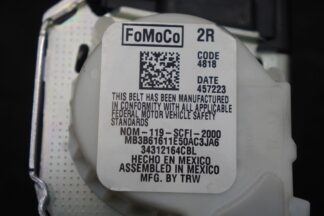 FoMoCo 2R
CODE
4818
DATE
457223
THIS BELT HAS BEEN MANUFACTURED
IN CONFORMITY WITH ALL APPLICABLE
FEDERAL MOTOR VEHICLE SAFETY
STANDARDS
NOM-119-SCFI-2000
MB3B61611E50AC3JA6
34312164CBL
HECHO EN MEXICO
ASSEMBLED IN MEXICO
MFG. BY TRW